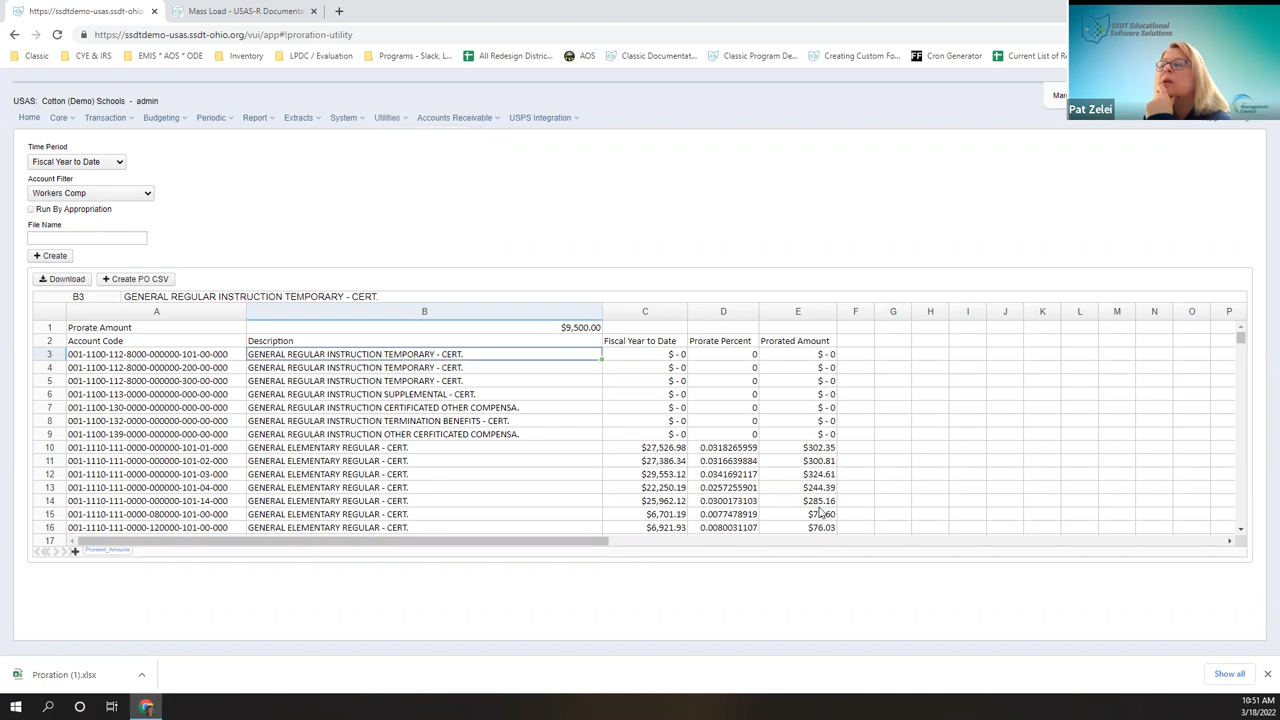 https://ssdtdemo-usas.ssdt-ohio.org
Mass Load - USAS-R Documenta
https://ssdtdemo-usas.ssdt-ohio.org/vui/app#!proration-utility
Classic
CYE & IRS
EMIS * AOS * ODE
LPDC / Evaluation
Programs - Slack, L...
All Redesign Distric...
AOS
Classic Documentat...
Classic Program De...
Creating Custom Fo...
Cron Generator
Current List of R
SSDT Educational
Software Solutions
Management
Council
Pat Zelei
USAS: Cotton (Demo) Schools - admin
Mar
Home Core Transaction Budgeting Periodic Report Extracts System Utilities Accounts Receivable USPS Integration
Time Period
Fiscal Year to Date
Account Filter
Workers Comp
Run By Appropriation
File Name
Create
Download Create PO CSV
B3 GENERAL REGULAR INSTRUCTION TEMPORARY - CERT.
A B C D E F G H I J K L M N O P
1 Prorate Amount $9,500.00
2 Account Code Description Fiscal Year to Date Prorate Percent Prorated Amount
3 001-1100-112-8000-000000-101-00-000 GENERAL REGULAR INSTRUCTION TEMPORARY - CERT. $ - 0 0 $ - 0
4 001-1100-112-8000-000000-200-00-000 GENERAL REGULAR INSTRUCTION TEMPORARY - CERT. $ - 0 0 $ - 0
5 001-1100-112-8000-000000-300-00-000 GENERAL REGULAR INSTRUCTION TEMPORARY - CERT. $ - 0 0 $ - 0
6 001-1100-113-0000-000000-000-00-000 GENERAL REGULAR INSTRUCTION SUPPLEMENTAL - CERT. $ - 0 0 $ - 0
7 001-1100-130-0000-000000-000-00-000 GENERAL REGULAR INSTRUCTION CERTIFICATED OTHER COMPENSA. $ - 0 0 $ - 0
8 001-1100-132-0000-000000-000-00-000 GENERAL REGULAR INSTRUCTION TERMINATION BENEFITS - CERT. $ - 0 0 $ - 0
9 001-1100-139-0000-000000-000-00-000 GENERAL REGULAR INSTRUCTION OTHER CERFITICATED COMPENSA. $ - 0 0 $ - 0
10 001-1110-111-0000-000000-101-01-000 GENERAL ELEMENTARY REGULAR - CERT. $27,526.98 0.0318265959 $302.35
11 001-1110-111-0000-000000-101-02-000 GENERAL ELEMENTARY REGULAR - CERT. $27,386.34 0.0316639884 $300.81
12 001-1110-111-0000-000000-101-03-000 GENERAL ELEMENTARY REGULAR - CERT. $29,553.12 0.0341692117 $324.61
13 001-1110-111-0000-000000-101-04-000 GENERAL ELEMENTARY REGULAR - CERT. $22,250.19 0.0257255901 $244.39
14 001-1110-111-0000-000000-101-14-000 GENERAL ELEMENTARY REGULAR - CERT. $25,962.12 0.0300173103 $285.16
15 001-1110-111-0000-080000-101-00-000 GENERAL ELEMENTARY REGULAR - CERT. $6,701.19 0.0077478919
16 001-1110-111-0000-120000-101-00-000 GENERAL ELEMENTARY REGULAR - CERT. $6,921.93 0.0080031107 $76.03
17
Prorated_Amounts
Proration (1).xlsx
Show all
10:51 AM
3/18/2022